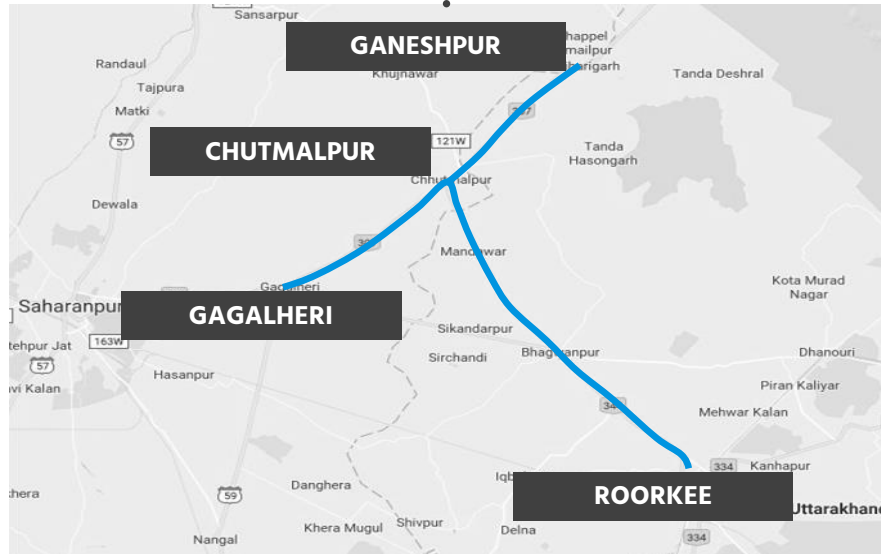 Sansarpur
GANESHPUR
Randaul
Khujnawar
Tanda Deshral
Tajpura
Matki
57
121W
CHUTMALPUR
Tanda
Hasongarh
Dewala
Mandawar
Kota Murad
Nagar
Saharanpur
GAGALHERI
163W
Sikandarpur
Sirchandi
Bhagwanpur
Dhanouri
57
Hasanpur
Piran Kaliyar
Mehwar Kalan
334
Kanhapur
Danghera
59
ROORKEE
Uttarakhand
Khera Mugul
Shivpur
Delna
Nangal
334